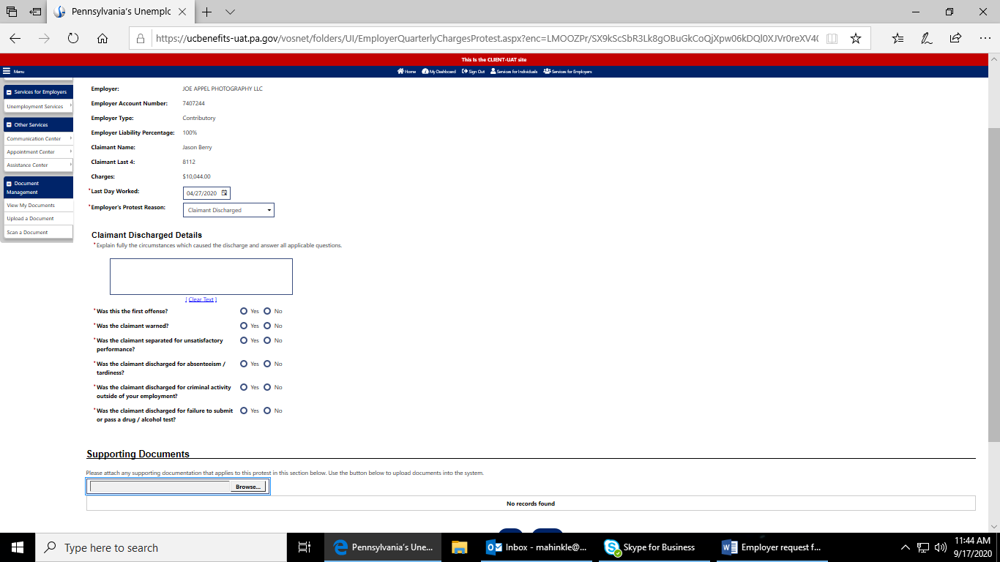 Pennsylvania's Unemplc
https://ucbenefits-uat.pa.gov/vosnet/folders/UI/EmployerQuarterlyChargesProtest.aspx?enc=LMOOZPr/SX9kScSbR3Lk8gOBuGkCoQjXpw06kDQl0XJVr0reXV4(
This Is the CLIENT-UAT site
Menu
Home My Dashboard Sign Out Services for Individuals Services for Employers
Services for Employers
Unemployment Services
Other Services
Communication Center
Appointment Center
Assistance Center
Document
Management
View My Documents
Upload a Document
Scan a Document
Employer: JOE APPEL PHOTOGRAPHY LLC
Employer Account Number: 7407244
Employer Type: Contributory
Employer Liability Percentage: 100%
Claimant Name: Jason Berry
Claimant Last 4: 8112
Charges: $10,044.00
*Last Day Worked: 04/27/2020
*Employer's Protest Reason: Claimant Discharged
Claimant Discharged Details
*Explain fully the circumstances which caused the discharge and answer all applicable questions.
[ Clear Text ]
*Was this the first offense? Yes No
*Was the claimant warned? Yes No
*Was the claimant separated for unsatisfactory Yes No
performance?
*Was the claimant discharged for absenteeism / Yes No
tardiness?
*Was the claimant discharged for criminal activity Yes No
outside of your employment?
*Was the claimant discharged for failure to submit Yes No
or pass a drug / alcohol test?
Supporting Documents
Please attach any supporting documentation that applies to this protest in this section below. Use the button below to upload documents into the system.
Browse...
No records found
Type here to search
Pennsylvania's Une...
Inbox - mahinkle@...
Skype for Business
Employer request f...
11:44 AM
9/17/2020